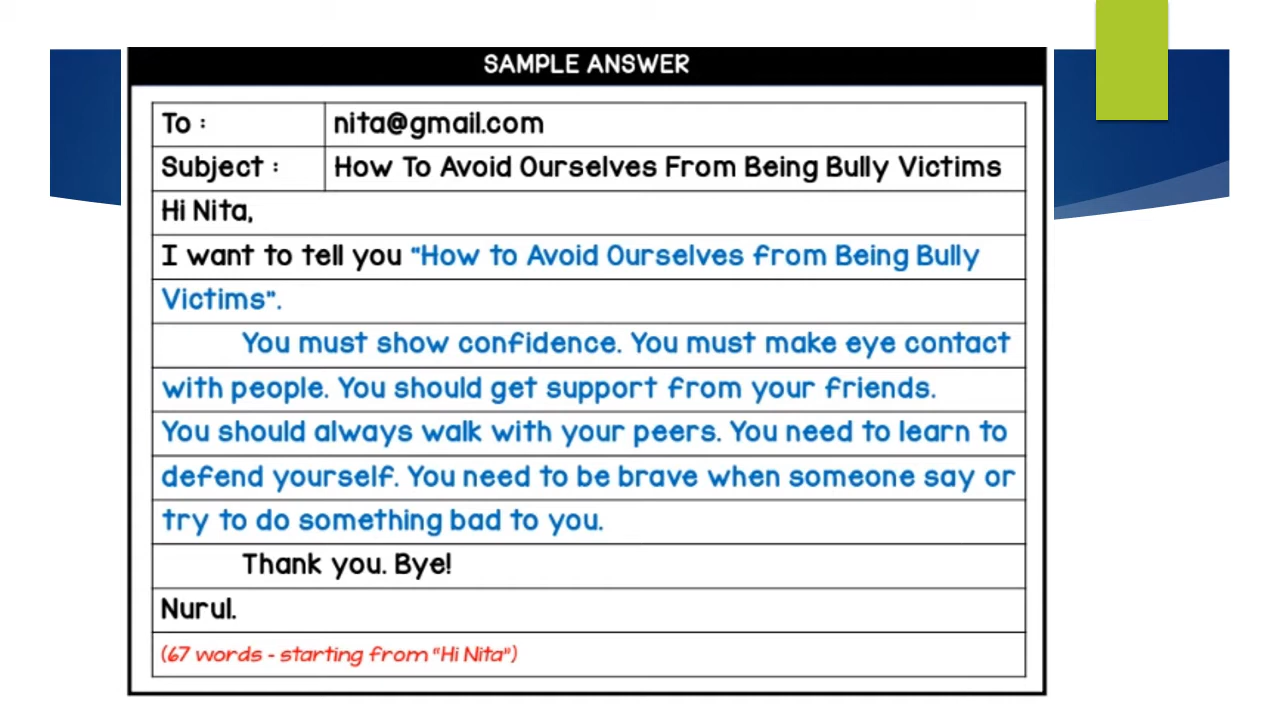 SAMPLE ANSWER
To : nita@gmail.com
Subject : How To Avoid Ourselves From Being Bully Victims
Hi Nita,
I want to tell you “How to Avoid Ourselves from Being Bully
Victims”.
You must show confidence. You must make eye contact
with people. You should get support from your friends.
You should always walk with your peers. You need to learn to
defend yourself. You need to be brave when someone say or
try to do something bad to you.
Thank you. Bye!
Nurul.
(67 words - starting from "Hi Nita")